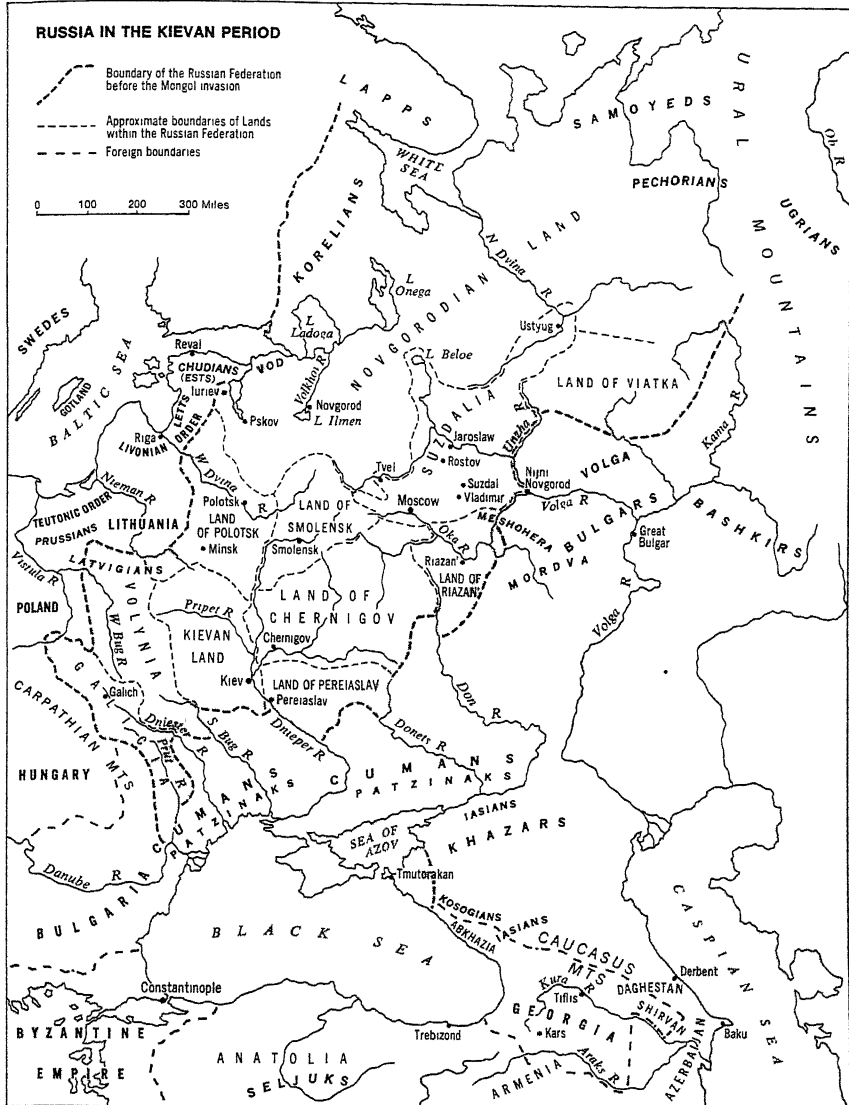 RUSSIA IN THE KIEVAN PERIOD
Boundary of the Russian Federation
before the Mongol invasion
Approximate boundaries of Lands
within the Russian Federation
Foreign boundaries
0 100 200 300 Miles
LAPPS
SAMOYEDS
URAL
MOUNTAINS
Ob R
WHITE
SEA
PECHORIANS
UGRIANS
KORELIANS
N Dvina R
NOVGORODIAN LAND
L
Onega
L
Ladoga
SWEDES
BALTIC SEA
GOTLAND
Reval
CHUDIANS
(ESTS)
VOD
Volkhov R
L Beloe
Ustyug
LAND OF VIATKA
Iuriev
LETTS
ORDER
Novgorod
L Ilmen
Pskov
SUZDALIA
Unzha R
Kama R
Riga
LIVONIAN
Jaroslaw
Rostov
VOLGA
BULGARS
W Dvina R
Tver
Suzdal
Vladimir
Nijni
Novgorod
Volga R
Nieman R
Polotsk
LAND OF
SMOLENSK
Moscow
MESHOHERA
BASHKIRS
TEUTONIC ORDER
PRUSSIANS
LITHUANIA
LAND
OF POLOTSK
Minsk
Smolensk
Oka R
Great
Bulgar
MORDVA
Riazan'
LAND OF
RIAZAN'
Vistula R
LATVIGIANS
POLAND
VOLYNIA
W Bug R
Pripet R
LAND OF
CHERNIGOV
Volga R
KIEVAN
LAND
Chernigov
Kiev
LAND OF PEREIASLAV
Pereiaslav
Don R
GALICIA
Galich
CARPATHIAN MTS
Dniester R
Prut R
S Bug R
Dnieper R
Donets R
HUNGARY
CUMANS
PATZINAKS
CUMANS
PATZINAKS
IASIANS
KHAZARS
SEA OF
AZOV
Danube R
Tmutorakan
BULGARIA
KOSOGIANS
IASIANS
ABKHAZIA
BLACK SEA
CAUCASUS
MTS
CASPIAN SEA
Derbent
DAGHESTAN
Kura R
Tiflis
SHIRVAN
Constantinople
GEORGIA
Kars
Baku
BYZANTINE
EMPIRE
Trebizond
ANATOLIA
SELJUKS
ARMENIA
Araks R
AZERBAIJAN